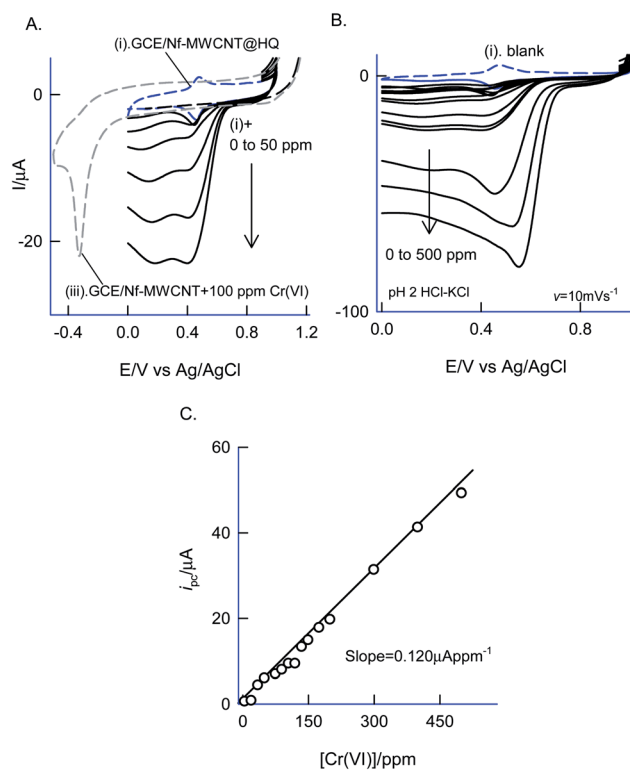 A.
(i).GCE/Nf-MWCNT@HQ
0
-20
I/μA
(i)+
0 to 50 ppm
(iii).GCE/Nf-MWCNT+100 ppm Cr(VI)
-0.4 0.0 0.4 0.8 1.2
E/V vs Ag/AgCl
B.
(i). blank
0
-100
0 to 500 ppm
pH 2 HCl-KCl
v=10mVs-1
0.0 0.4 0.8
E/V vs Ag/AgCl
C.
60
40
20
0
ipc/μA
Slope=0.120μAppm-1
0 150 300 450
[Cr(VI)]/ppm